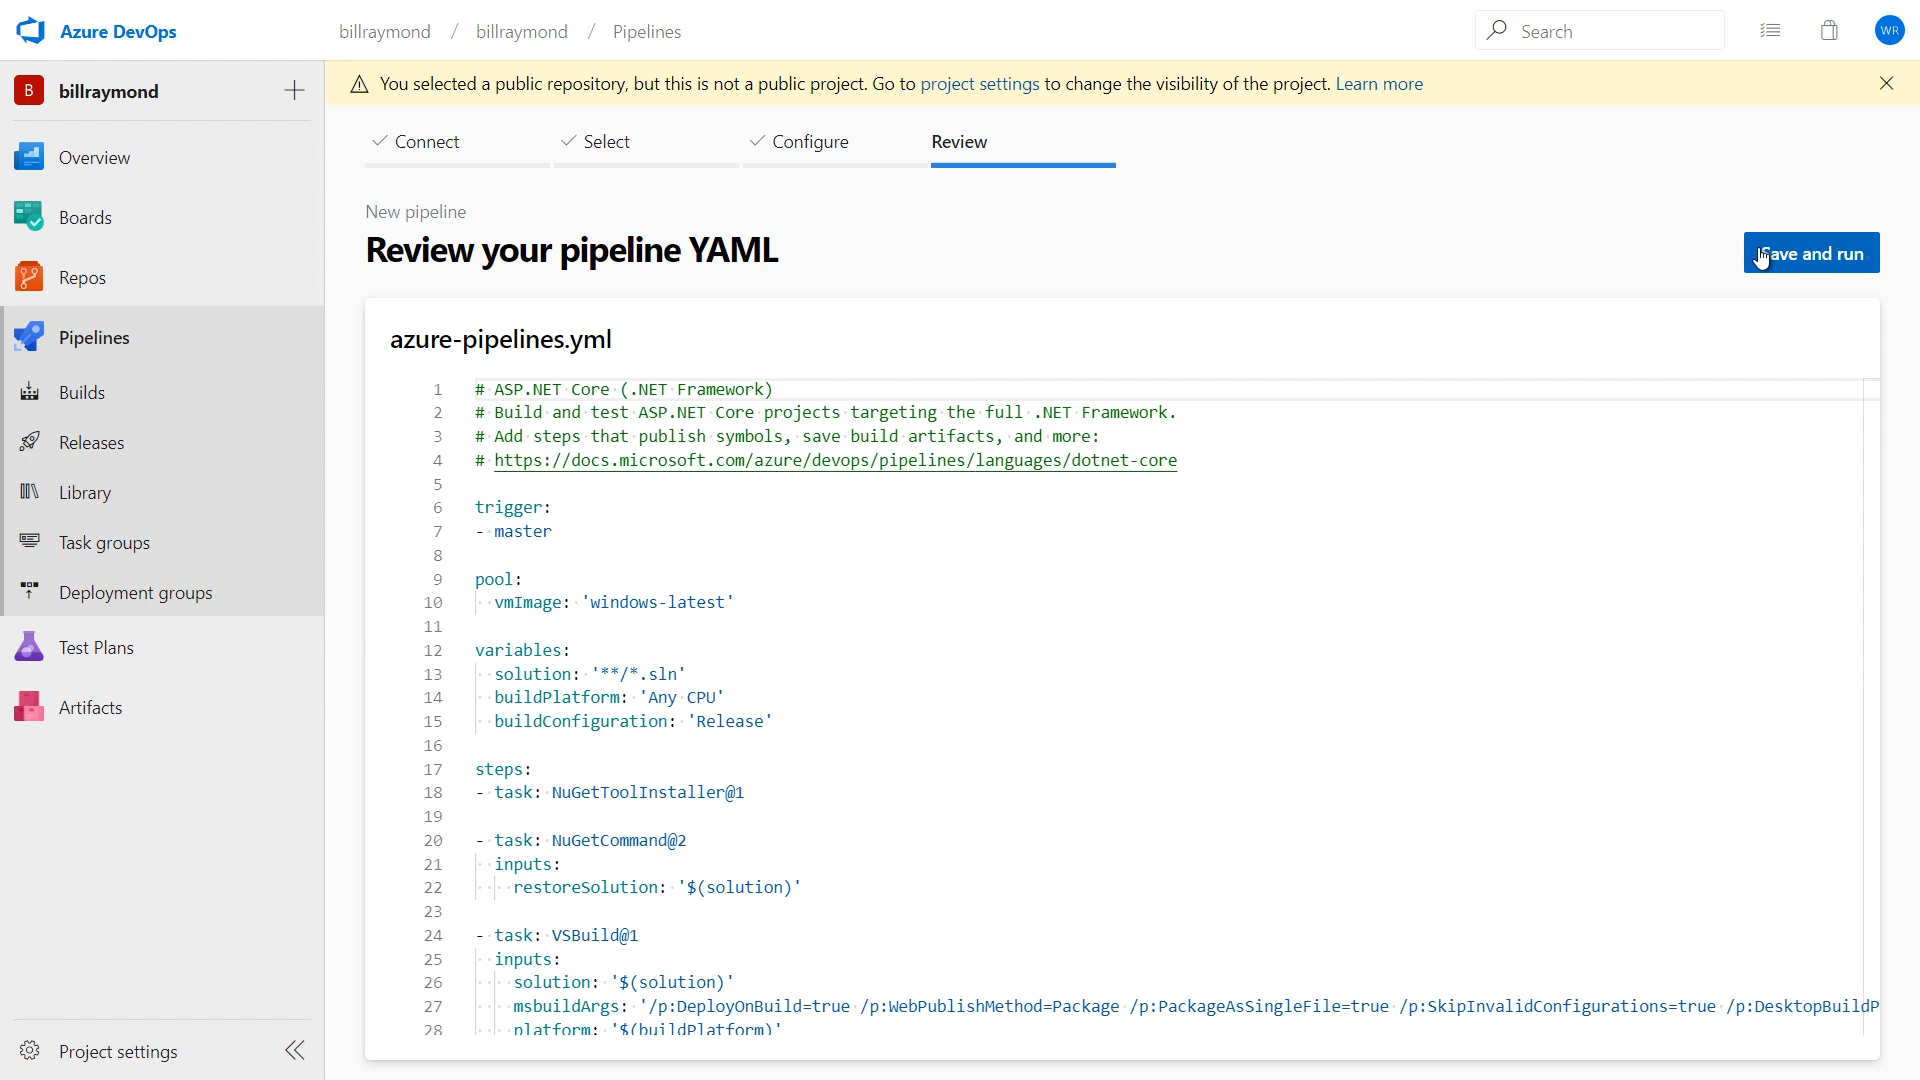 Azure DevOps
billraymond / billraymond / Pipelines
Search
WR
B billraymond
You selected a public repository, but this is not a public project. Go to project settings to change the visibility of the project. Learn more
Overview
Boards
Repos
Pipelines
Builds
Releases
Library
Task groups
Deployment groups
Test Plans
Artifacts
Project settings
Connect
Select
Configure
Review
New pipeline
Review your pipeline YAML
Save and run
azure-pipelines.yml
1 # ASP.NET Core (.NET Framework)
2 # Build and test ASP.NET Core projects targeting the full .NET Framework.
3 # Add steps that publish symbols, save build artifacts, and more:
4 # https://docs.microsoft.com/azure/devops/pipelines/languages/dotnet-core
5
6 trigger:
7 - master
8
9 pool:
10   vmImage: 'windows-latest'
11
12 variables:
13   solution: '**/*.sln'
14   buildPlatform: 'Any CPU'
15   buildConfiguration: 'Release'
16
17 steps:
18 - task: NuGetToolInstaller@1
19
20 - task: NuGetCommand@2
21   inputs:
22     restoreSolution: '$(solution)'
23
24 - task: VSBuild@1
25   inputs:
26     solution: '$(solution)'
27     msbuildArgs: '/p:DeployOnBuild=true /p:WebPublishMethod=Package /p:PackageAsSingleFile=true /p:SkipInvalidConfigurations=true /p:DesktopBuildP
28     platform: '$(buildPlatform)'